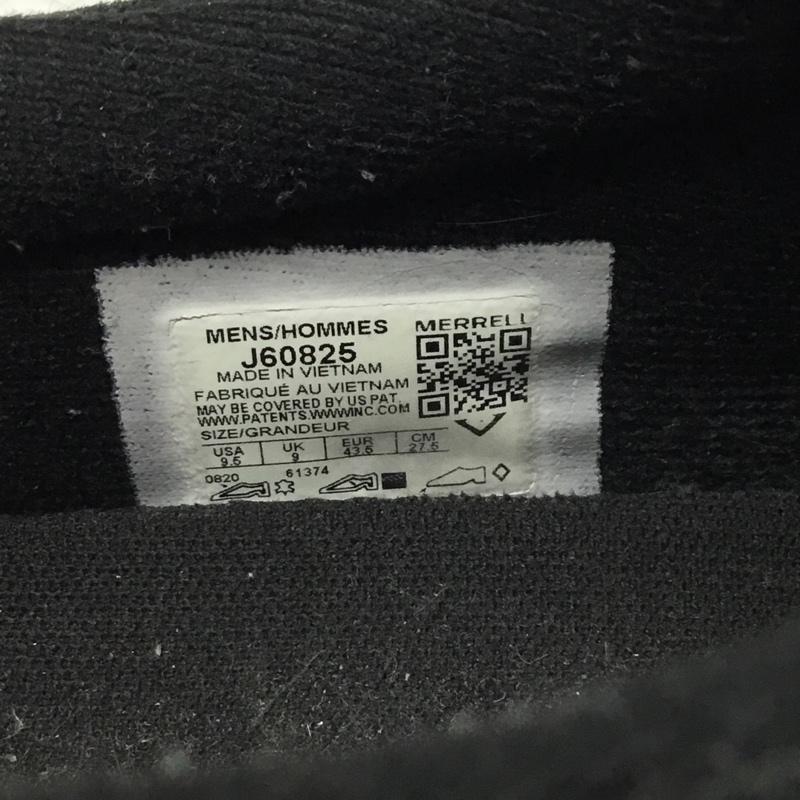 MENS/HOMMES
MERRELL
J60825
MADE IN VIETNAM
FABRIQUÉ AU VIETNAM
MAY BE COVERED BY US PAT.
WWW.PATENTS.WWWINC.COM
SIZE/GRANDEUR
USA UK EUR CM
9.5 9 43.5 27.5
0820 61374